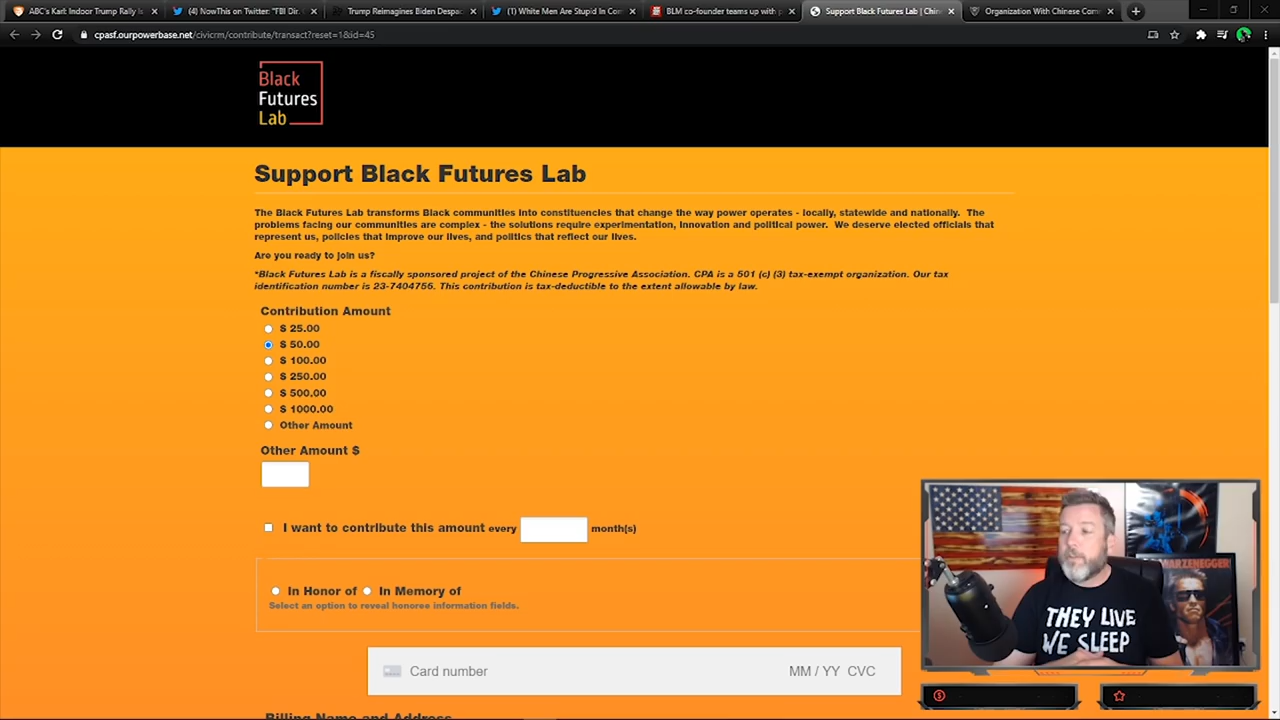 ABC's Karl: Indoor Trump Rally Is
(4) NowThis on Twitter: "FBI Dir.
Trump Reimagines Biden Despac
(1) White Men Are Stup!d In Com
BLM co-founder teams up with p
Support Black Futures Lab | Chin
Organization With Chinese Com
cpasf.ourpowerbase.net/civicrm/contribute/transact?reset=1&id=45
Black
Futures
Lab
Support Black Futures Lab
The Black Futures Lab transforms Black communities into constituencies that change the way power operates - locally, statewide and nationally. The
problems facing our communities are complex - the solutions require experimentation, innovation and political power. We deserve elected officials that
represent us, policies that improve our lives, and politics that reflect our lives.
Are you ready to join us?
*Black Futures Lab is a fiscally sponsored project of the Chinese Progressive Association. CPA is a 501 (c) (3) tax-exempt organization. Our tax
identification number is 23-7404756. This contribution is tax-deductible to the extent allowable by law.
Contribution Amount
$ 25.00
$ 50.00
$ 100.00
$ 250.00
$ 500.00
$ 1000.00
Other Amount
Other Amount $
I want to contribute this amount every month(s)
In Honor of In Memory of
Select an option to reveal honoree information fields.
Card number MM / YY CVC
Billing Name and Address
SCHWARZENEGGER
THEY LIVE
WE SLEEP